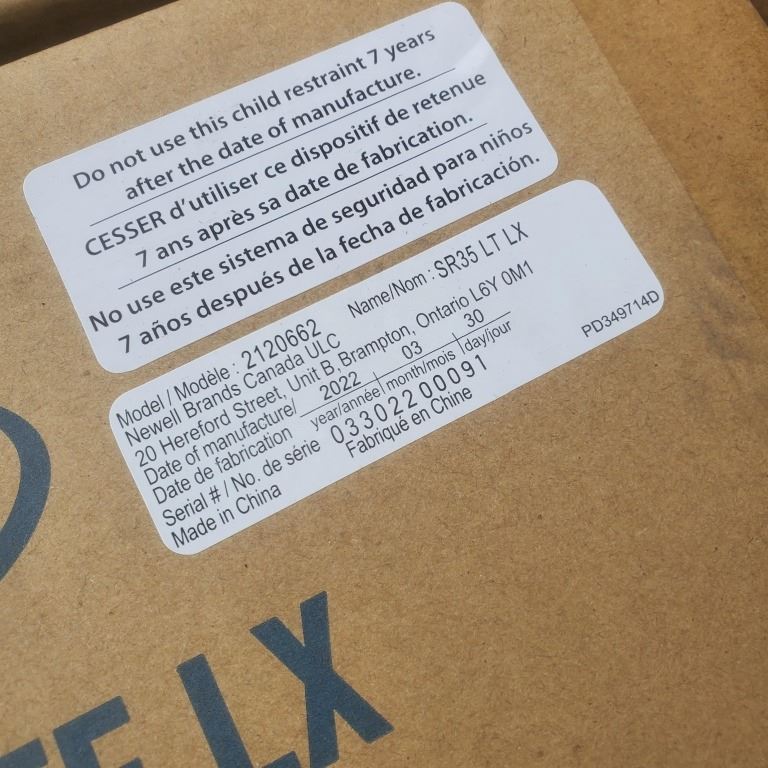 Do not use this child restraint 7 years
after the date of manufacture.
CESSER d'utiliser ce dispositif de retenue
7 ans après sa date de fabrication.
No use este sistema de seguridad para niños
7 años después de la fecha de fabricación.
Model / Modèle : 2120662 Name/Nom : SR35 LT LX
Newell Brands Canada ULC
20 Hereford Street, Unit B, Brampton, Ontario L6Y 0M1
Date of manufacture/ 2022 03 30
Date de fabrication year/année month/mois day/jour
Serial # / No. de série 03302200091
Made in China Fabriqué en Chine
PD349714D
LX